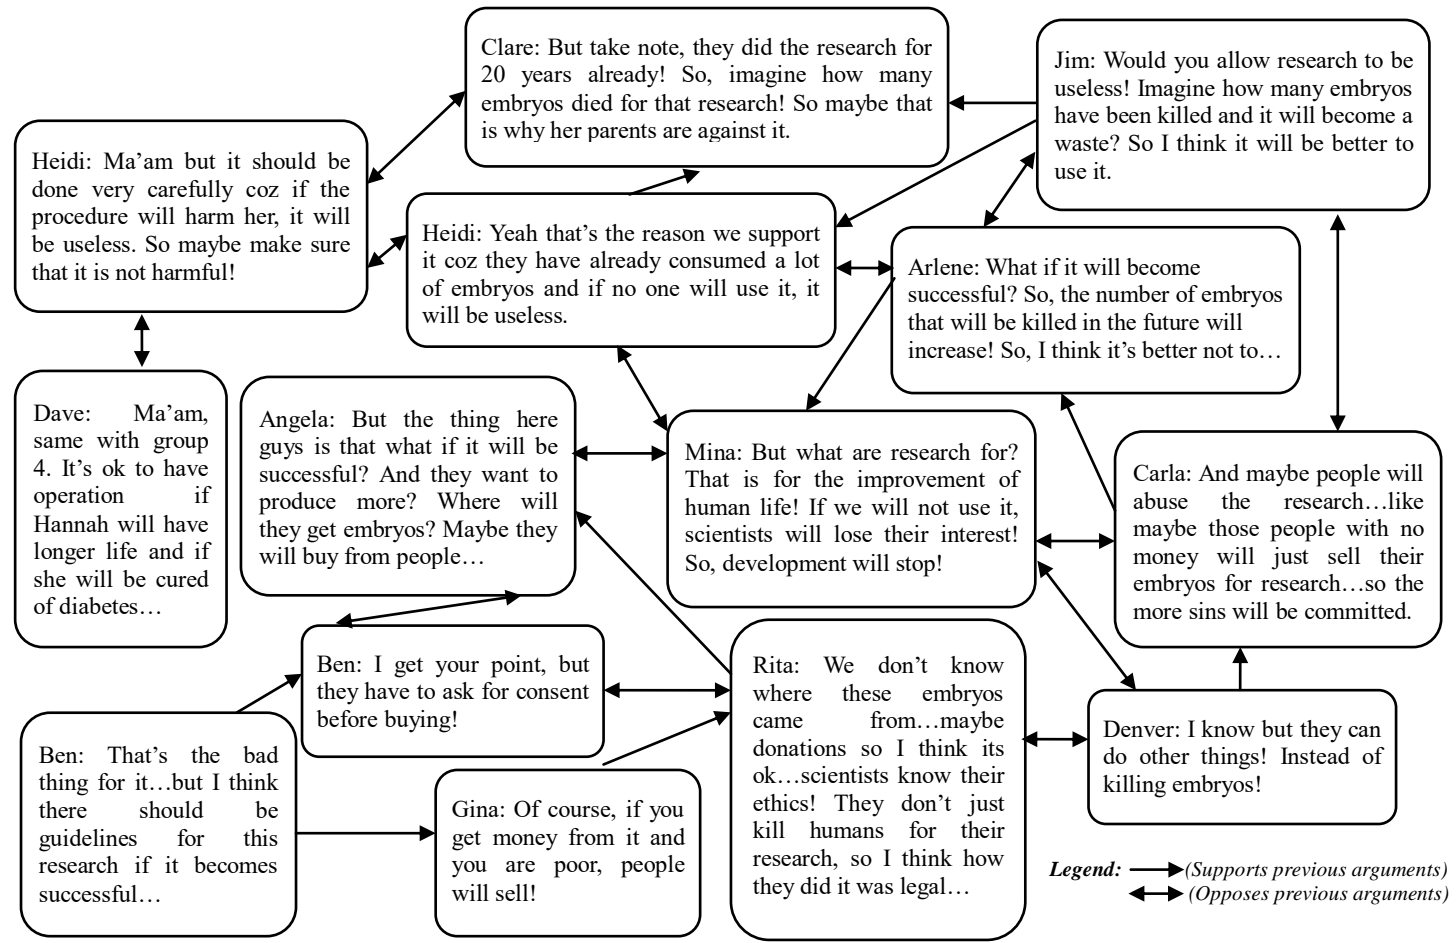 Clare: But take note, they did the research for
20 years already! So, imagine how many
embryos died for that research! So maybe that
is why her parents are against it.
Jim: Would you allow research to be
useless! Imagine how many embryos
have been killed and it will become a
waste? So I think it will be better to
use it.
Heidi: Ma’am but it should be
done very carefully coz if the
procedure will harm her, it will
be useless. So maybe make sure
that it is not harmful!
Heidi: Yeah that’s the reason we support
it coz they have already consumed a lot
of embryos and if no one will use it, it
will be useless.
Arlene: What if it will become
successful? So, the number of embryos
that will be killed in the future will
increase! So, I think it’s better not to…
Dave: Ma’am,
same with group
4. It’s ok to have
operation if
Hannah will have
longer life and if
she will be cured
of diabetes…
Angela: But the thing here
guys is that what if it will be
successful? And they want to
produce more? Where will
they get embryos? Maybe they
will buy from people…
Mina: But what are research for?
That is for the improvement of
human life! If we will not use it,
scientists will lose their interest!
So, development will stop!
Carla: And maybe people will
abuse the research…like
maybe those people with no
money will just sell their
embryos for research…so the
more sins will be committed.
Ben: I get your point, but
they have to ask for consent
before buying!
Rita: We don’t know
where these embryos
came from…maybe
donations so I think its
ok…scientists know their
ethics! They don’t just
kill humans for their
research, so I think how
they did it was legal…
Denver: I know but they can
do other things! Instead of
killing embryos!
Ben: That’s the bad
thing for it…but I think
there should be
guidelines for this
research if it becomes
successful…
Gina: Of course, if you
get money from it and
you are poor, people
will sell!
Legend: (Supports previous arguments)
(Opposes previous arguments)